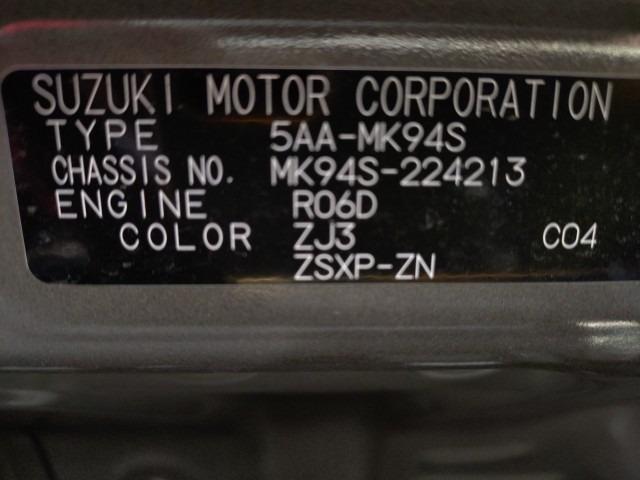 SUZUKI MOTOR CORPORATION
TYPE 5AA-MK94S
CHASSIS NO. MK94S-224213
ENGINE R06D
COLOR ZJ3 C04
ZSXP-ZN